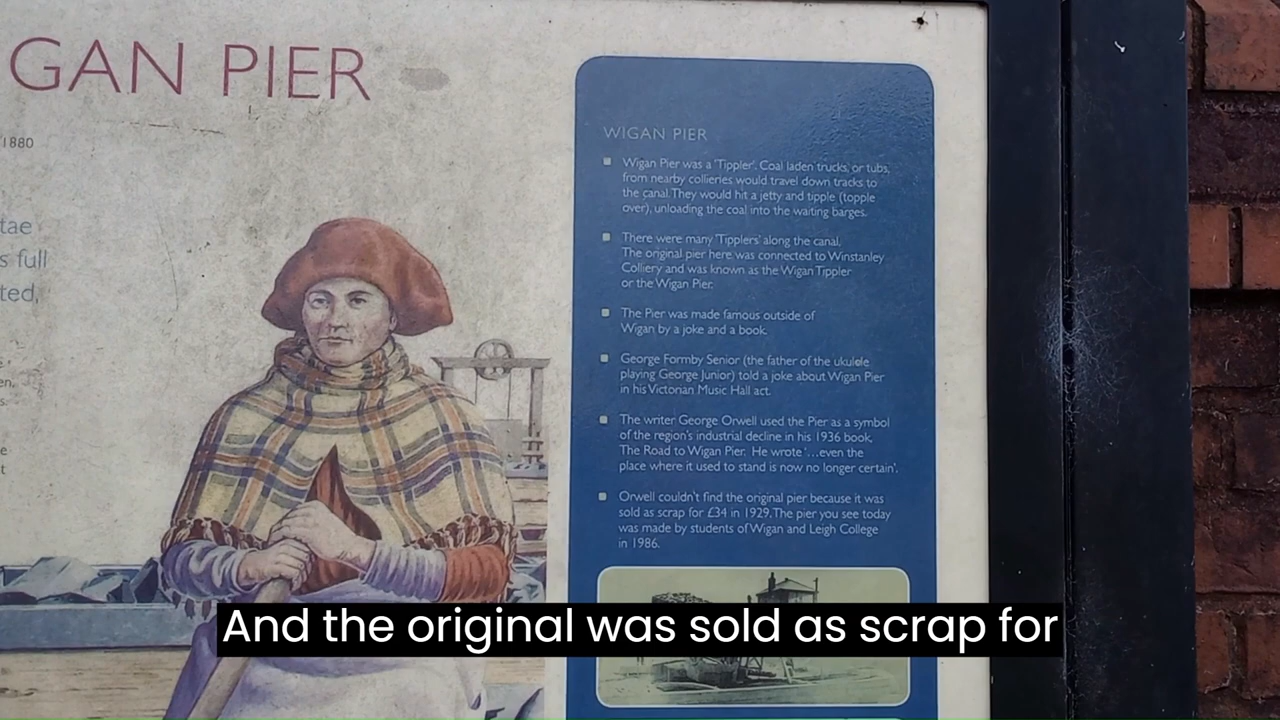 GAN PIER
1880
tae
s full
ted,
en,
s.
e
t
WIGAN PIER
Wigan Pier was a 'Tippler'. Coal laden trucks, or tubs,
from nearby collieries would travel down tracks to
the canal. They would hit a jetty and tipple (topple
over), unloading the coal into the waiting barges.
There were many 'Tipplers' along the canal.
The original pier here was connected to Winstanley
Colliery and was known as the Wigan Tippler
or the Wigan Pier.
The Pier was made famous outside of
Wigan by a joke and a book.
George Formby Senior (the father of the ukulele
playing George Junior) told a joke about Wigan Pier
in his Victorian Music Hall act.
The writer George Orwell used the Pier as a symbol
of the region's industrial decline in his 1936 book,
The Road to Wigan Pier. He wrote '...even the
place where it used to stand is now no longer certain'.
Orwell couldn't find the original pier because it was
sold as scrap for £34 in 1929. The pier you see today
was made by students of Wigan and Leigh College
in 1986.
And the original was sold as scrap for